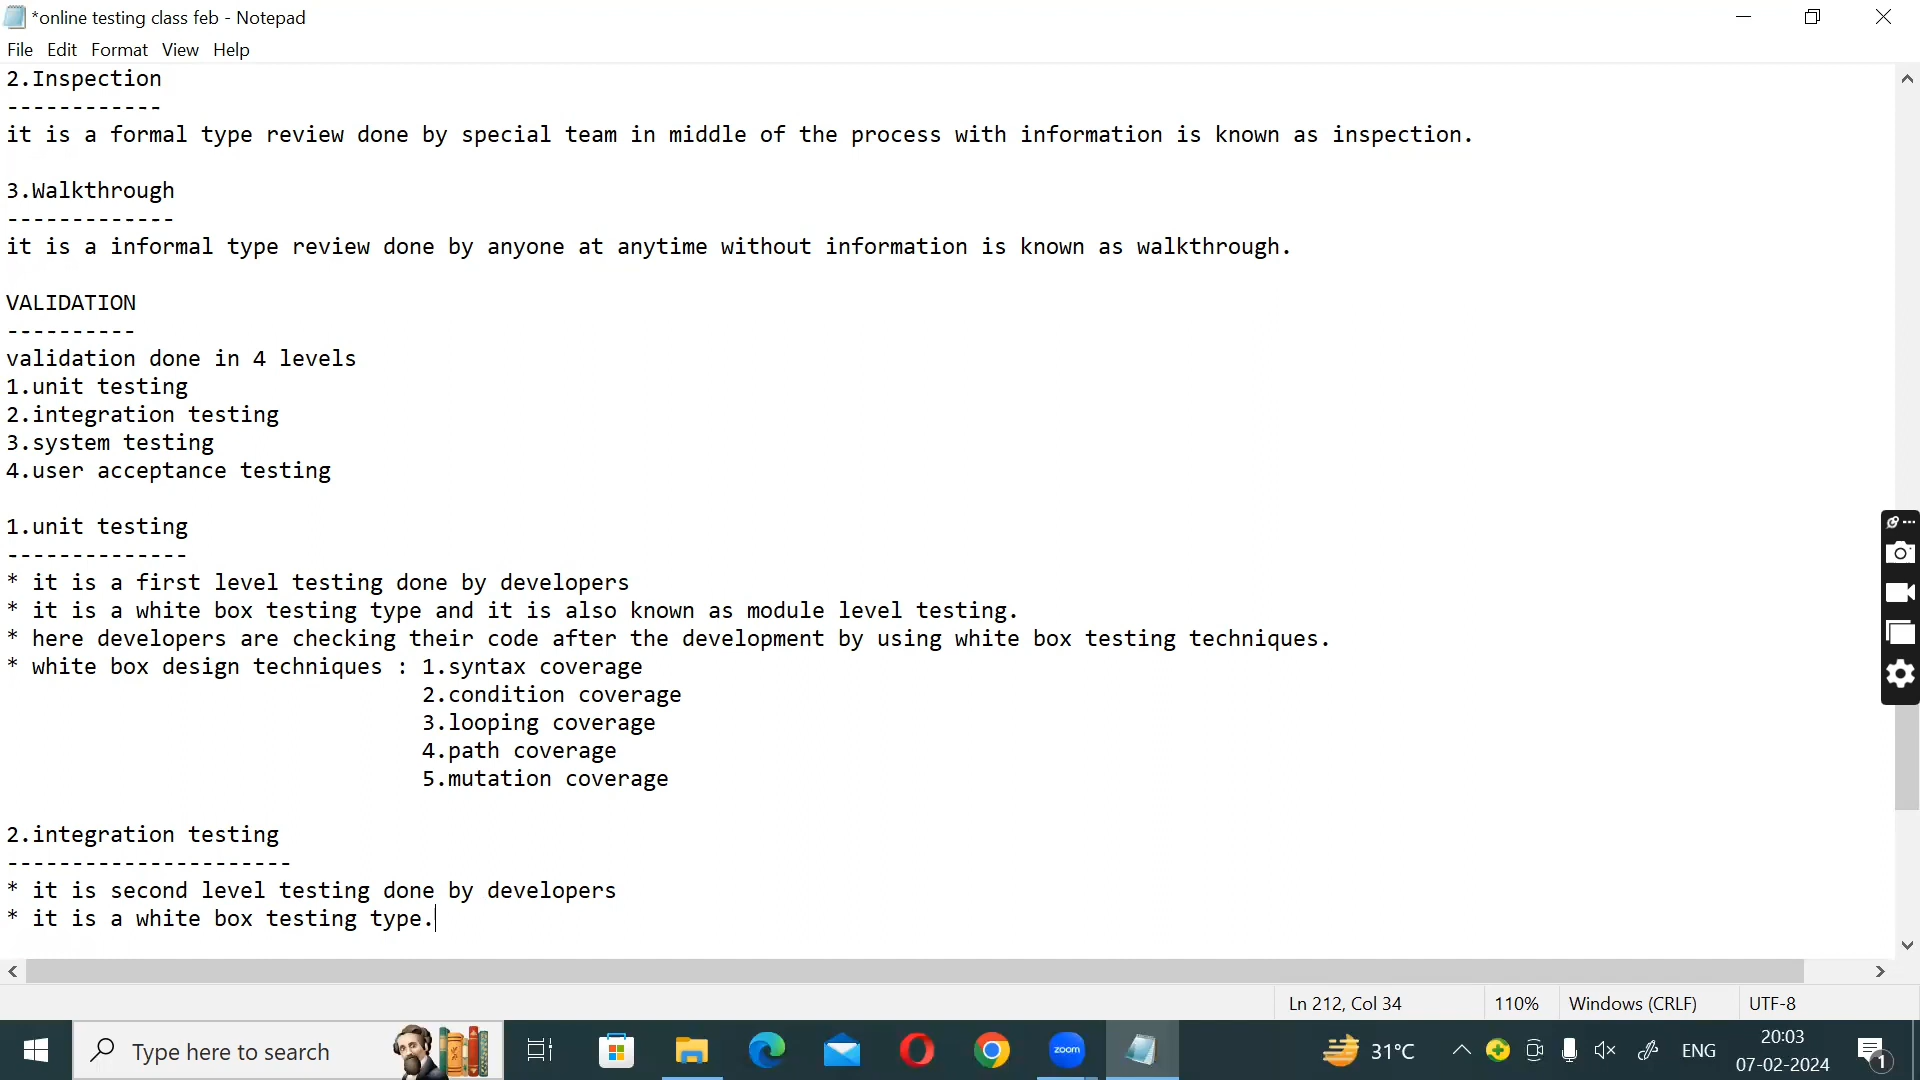 *online testing class feb - Notepad
File Edit Format View Help
2.Inspection
------------
it is a formal type review done by special team in middle of the process with information is known as inspection.
3.Walkthrough
-------------
it is a informal type review done by anyone at anytime without information is known as walkthrough.
VALIDATION
----------
validation done in 4 levels
1.unit testing
2.integration testing
3.system testing
4.user acceptance testing
1.unit testing
--------------
* it is a first level testing done by developers
* it is a white box testing type and it is also known as module level testing.
* here developers are checking their code after the development by using white box testing techniques.
* white box design techniques : 1.syntax coverage
2.condition coverage
3.looping coverage
4.path coverage
5.mutation coverage
2.integration testing
----------------------
* it is second level testing done by developers
* it is a white box testing type.
Ln 212, Col 34 110% Windows (CRLF) UTF-8
Type here to search zoom 31°C ENG 20:03
07-02-2024 1